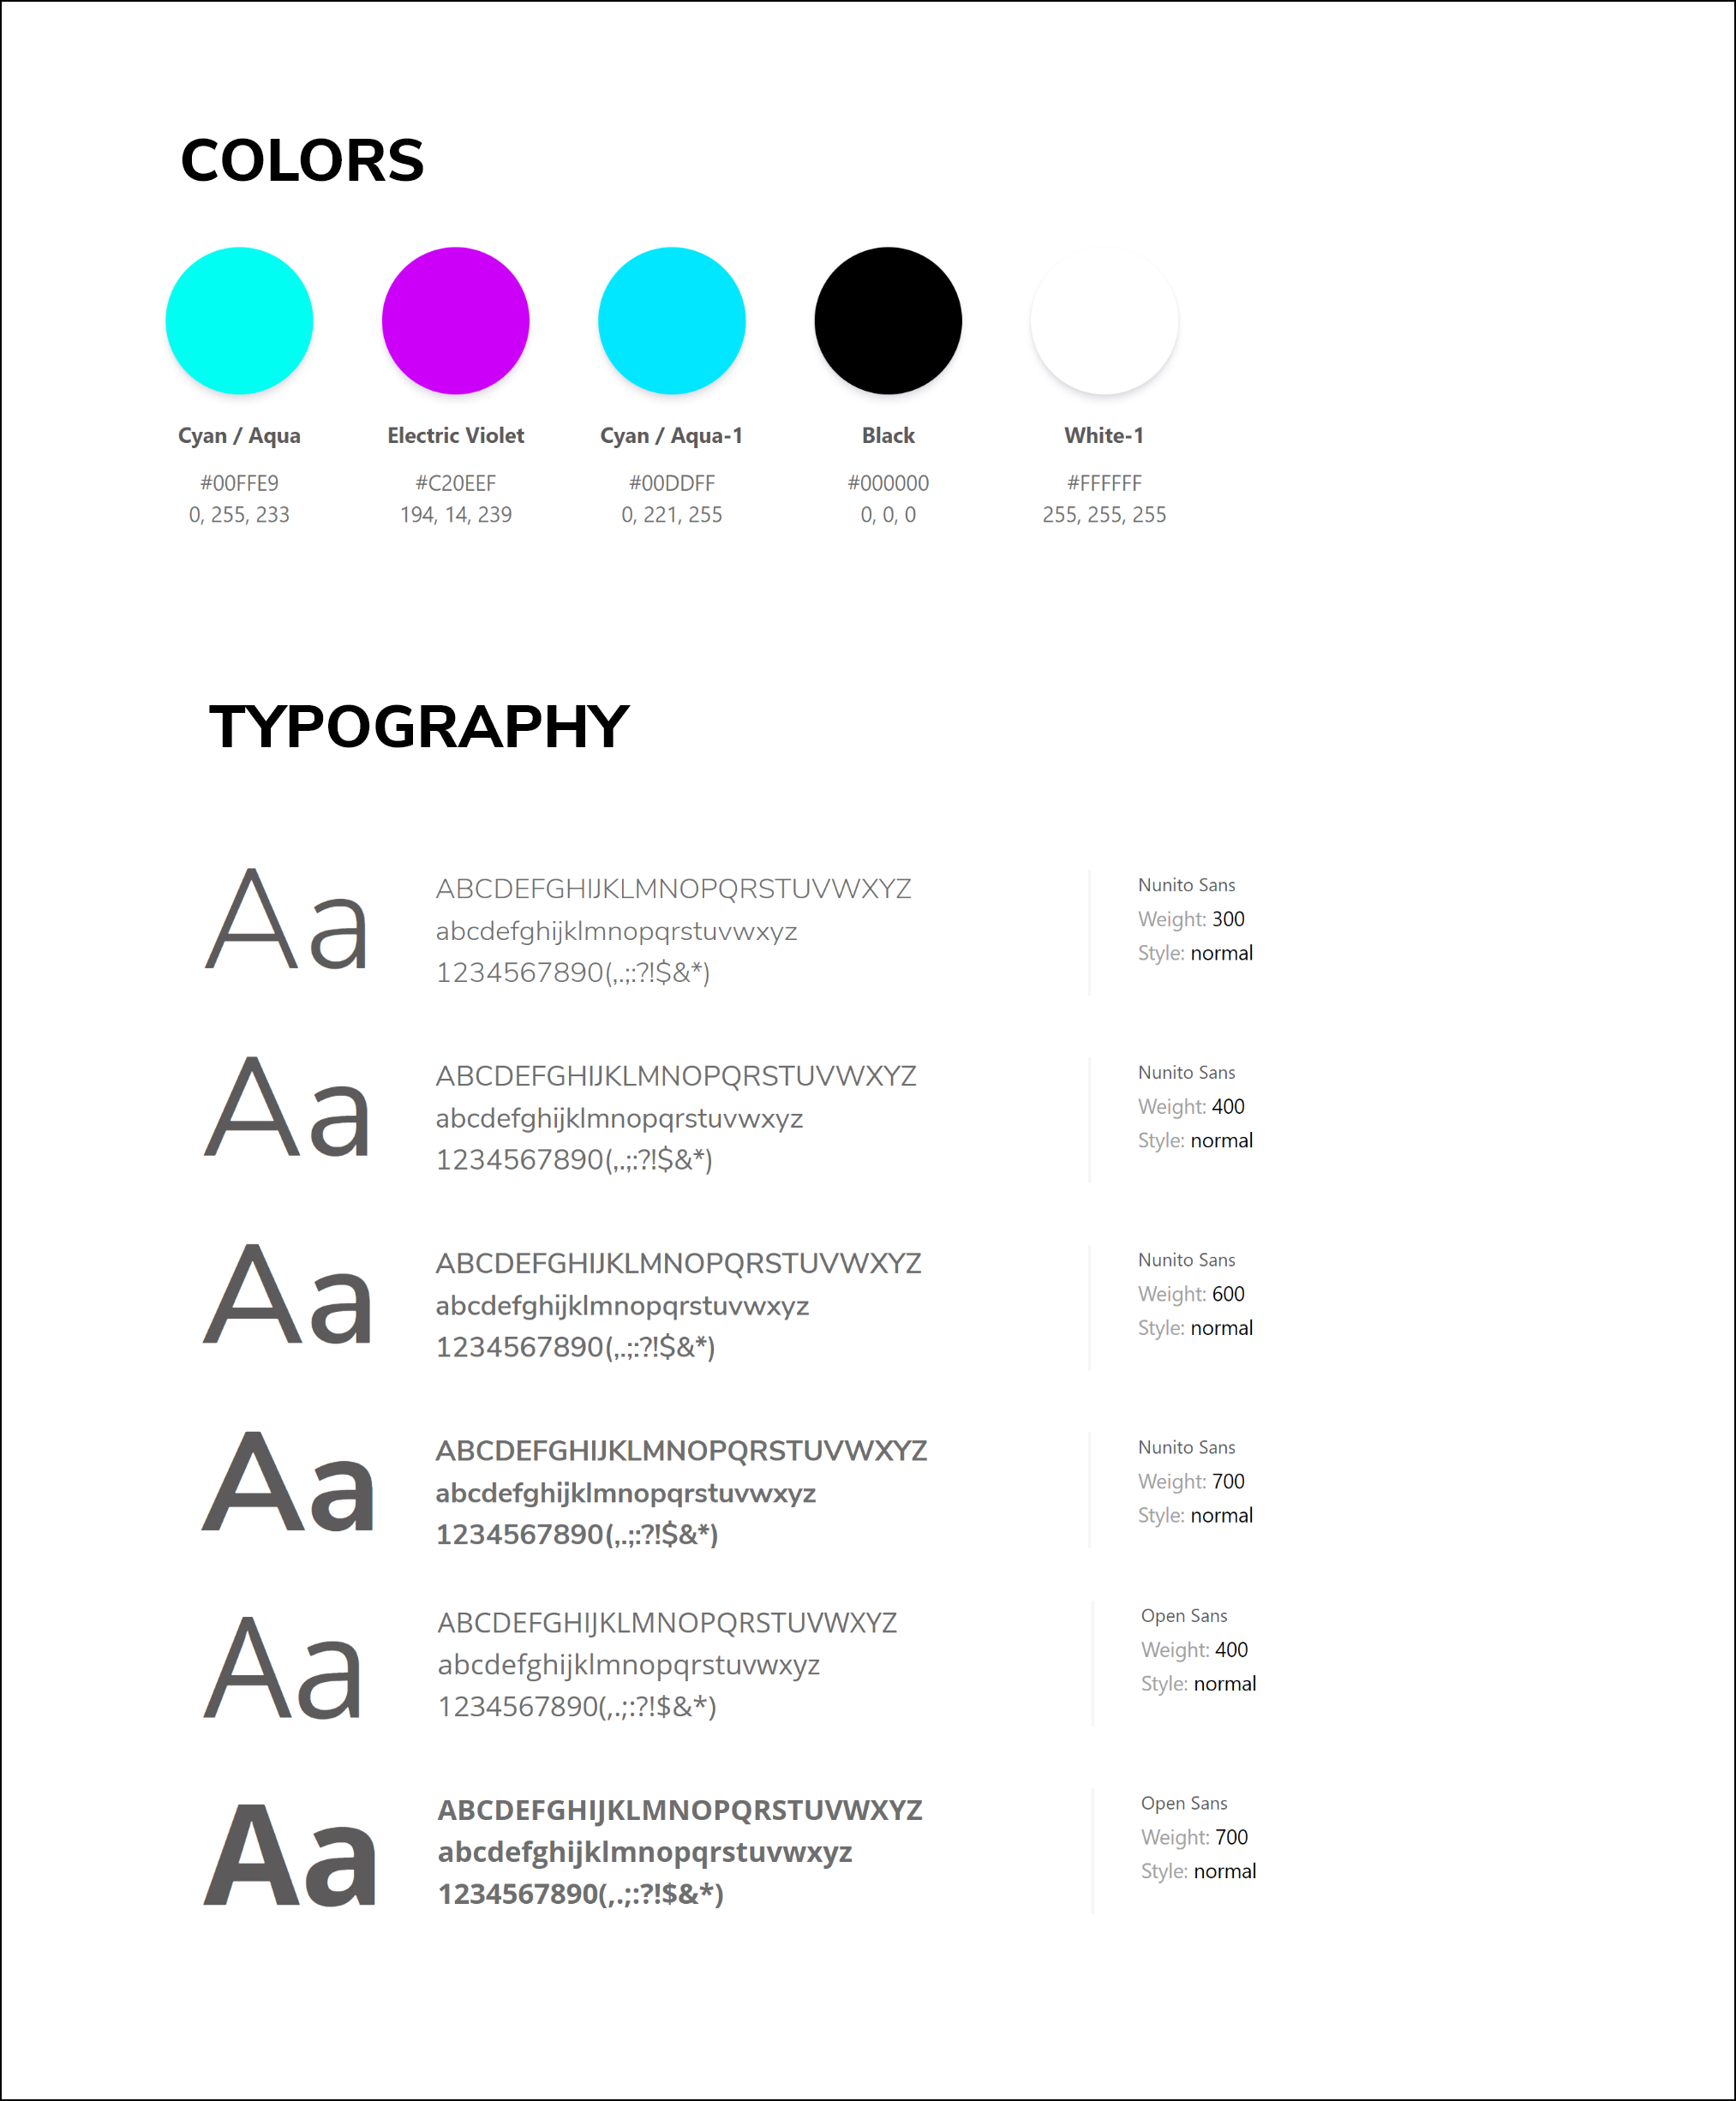 COLORS
Cyan / Aqua
#00FFE9
0, 255, 233
Electric Violet
#C20EEF
194, 14, 239
Cyan / Aqua-1
#00DDFF
0, 221, 255
Black
#000000
0, 0, 0
White-1
#FFFFFF
255, 255, 255
TYPOGRAPHY
Aa
ABCDEFGHIJKLMNOPQRSTUVWXYZ
abcdefghijklmnopqrstuvwxyz
1234567890(,.;:?!$&*)
Nunito Sans
Weight: 300
Style: normal
Aa
ABCDEFGHIJKLMNOPQRSTUVWXYZ
abcdefghijklmnopqrstuvwxyz
1234567890(,.;:?!$&*)
Nunito Sans
Weight: 400
Style: normal
Aa
ABCDEFGHIJKLMNOPQRSTUVWXYZ
abcdefghijklmnopqrstuvwxyz
1234567890(,.;:?!$&*)
Nunito Sans
Weight: 600
Style: normal
Aa
ABCDEFGHIJKLMNOPQRSTUVWXYZ
abcdefghijklmnopqrstuvwxyz
1234567890(,.;:?!$&*)
Nunito Sans
Weight: 700
Style: normal
Aa
ABCDEFGHIJKLMNOPQRSTUVWXYZ
abcdefghijklmnopqrstuvwxyz
1234567890(,.;:?!$&*)
Open Sans
Weight: 400
Style: normal
Aa
ABCDEFGHIJKLMNOPQRSTUVWXYZ
abcdefghijklmnopqrstuvwxyz
1234567890(,.;:?!$&*)
Open Sans
Weight: 700
Style: normal